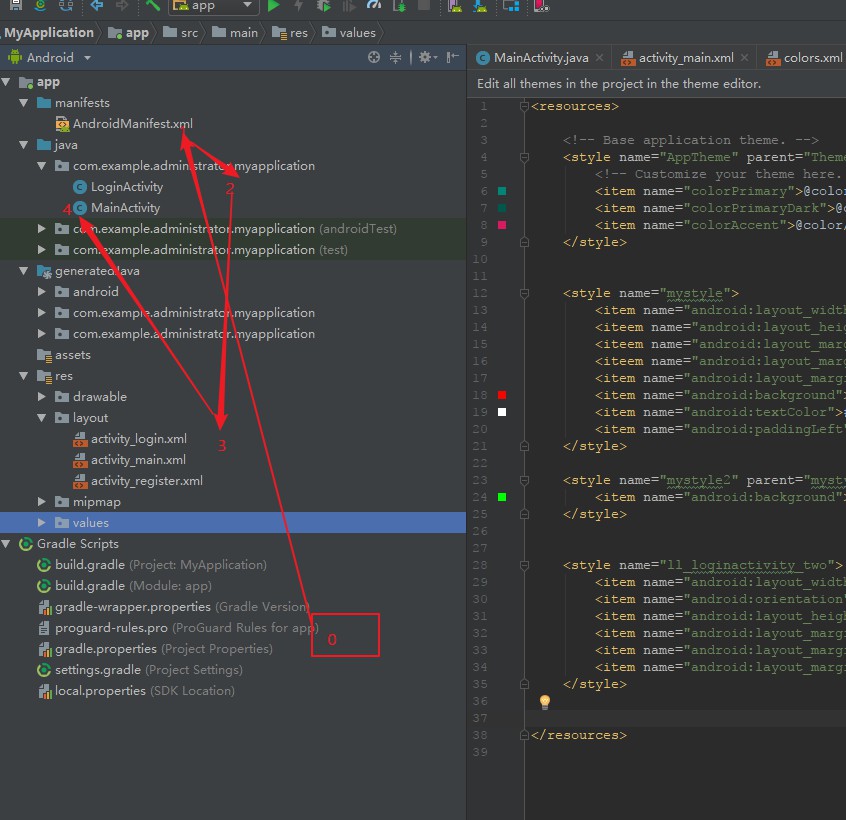 app
MyApplication
app
src
main
res
values
Android
MainActivity.java
activity_main.xml
colors.xml
Edit all themes in the project in the theme editor.
app
manifests
AndroidManifest.xml
java
com.example.administrator.myapplication
LoginActivity
2
4
MainActivity
com.example.administrator.myapplication (androidTest)
com.example.administrator.myapplication (test)
generatedJava
android
com.example.administrator.myapplication
com.example.administrator.myapplication
assets
res
drawable
layout
activity_login.xml
3
activity_main.xml
activity_register.xml
mipmap
values
Gradle Scripts
build.gradle (Project: MyApplication)
build.gradle (Module: app)
gradle-wrapper.properties (Gradle Version)
proguard-rules.pro (ProGuard Rules for app)
0
gradle.properties (Project Properties)
settings.gradle (Project Settings)
local.properties (SDK Location)
1 <resources>
2
3 <!-- Base application theme. -->
4 <style name="AppTheme" parent="Theme
5 <!-- Customize your theme here.
6 <item name="colorPrimary">@color
7 <item name="colorPrimaryDark">@c
8 <item name="colorAccent">@color/
9 </style>
10
11
12 <style name="mystyle">
13 <item name="android:layout_width
14 <item name="android:layout_heig
15 <item name="android:layout_marg
16 <item name="android:layout_marg
17 <item name="android:layout_margi
18 <item name="android:background"
19 <item name="android:textColor">
20 <item name="android:paddingLeft"
21 </style>
22
23 <style name="mystyle2" parent="myst
24 <item name="android:background"
25 </style>
26
27
28 <style name="ll_loginactivity_two">
29 <item name="android:layout_widt
30 <item name="android:orientation"
31 <item name="android:layout_heig
32 <item name="android:layout_margi
33 <item name="android:layout_margi
34 <item name="android:layout_marg
35 </style>
36
37
38 </resources>
39